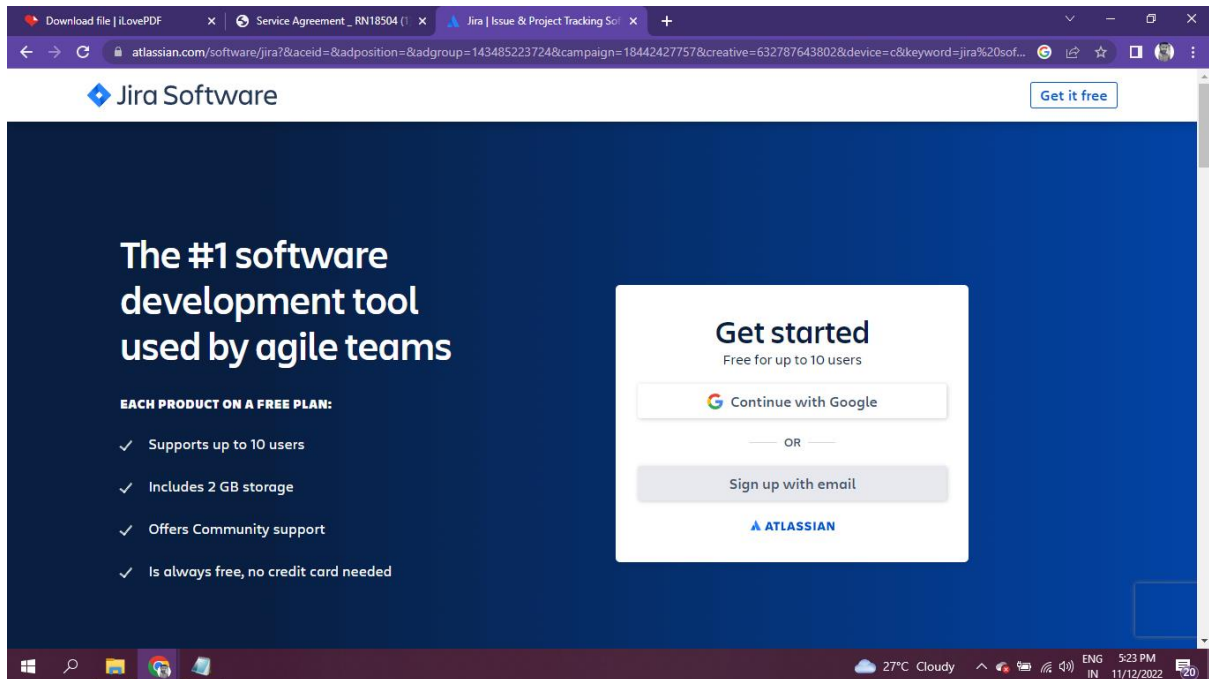 Download file | iLovePDF
Service Agreement _ RN18504 (1
Jira | Issue & Project Tracking Sof
atlassian.com/software/jira?&aceid=&adposition=&adgroup=143485223724&campaign=18442427757&creative=632787643802&device=c&keyword=jira%20sof...
Jira Software
Get it free
The #1 software
development tool
used by agile teams
EACH PRODUCT ON A FREE PLAN:
Supports up to 10 users
Includes 2 GB storage
Offers Community support
Is always free, no credit card needed
Get started
Free for up to 10 users
Continue with Google
OR
Sign up with email
ATLASSIAN
27°C Cloudy
ENG
IN
5:23 PM
11/12/2022
20